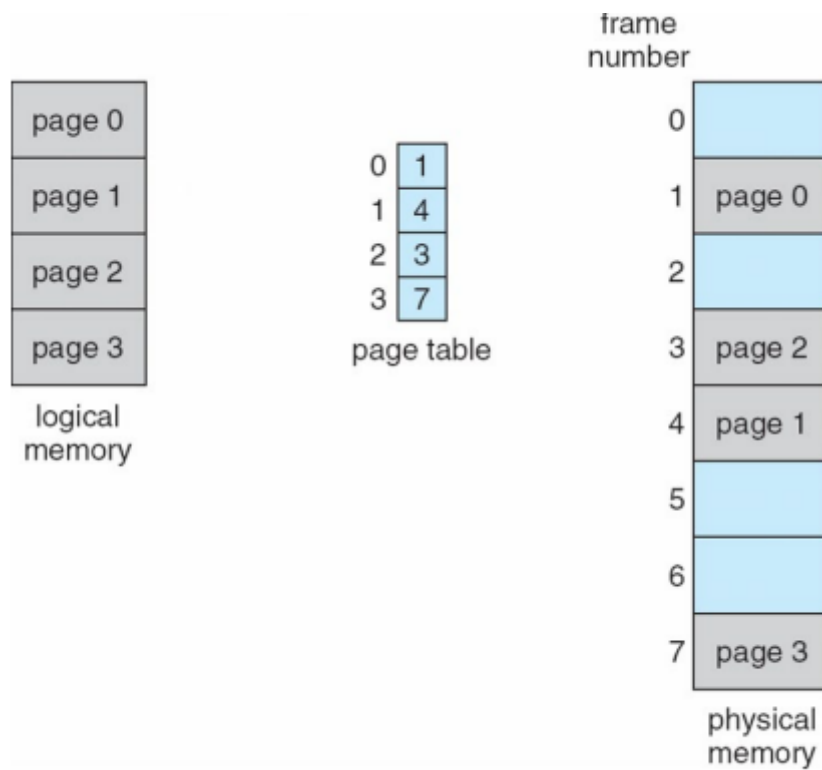 frame
number
page 0
page 1
page 2
page 3
logical
memory
0 1
1 4
2 3
3 7
page table
0
1 page 0
2
3 page 2
4 page 1
5
6
7 page 3
physical
memory